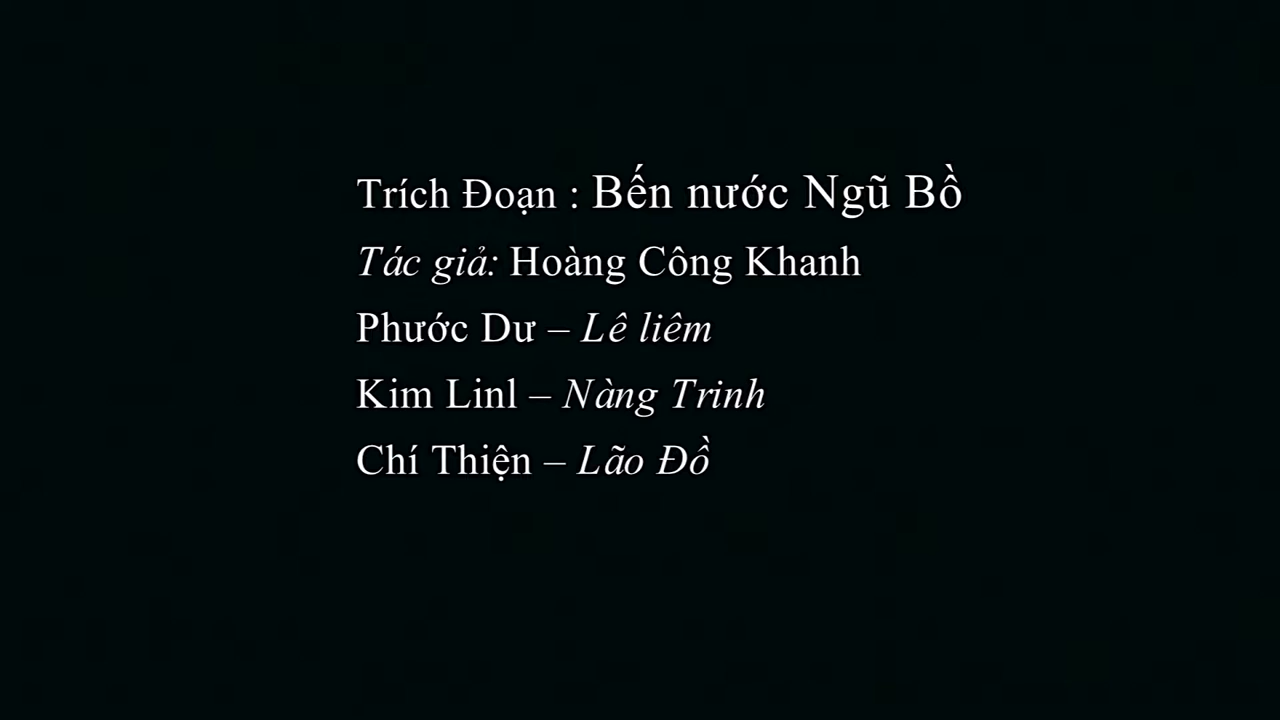 Trích Đoạn : Bến nước Ngũ Bồ
Tác giả: Hoàng Công Khanh
Phước Dư – Lê liêm
Kim Linl – Nàng Trinh
Chí Thiện – Lão Đồ